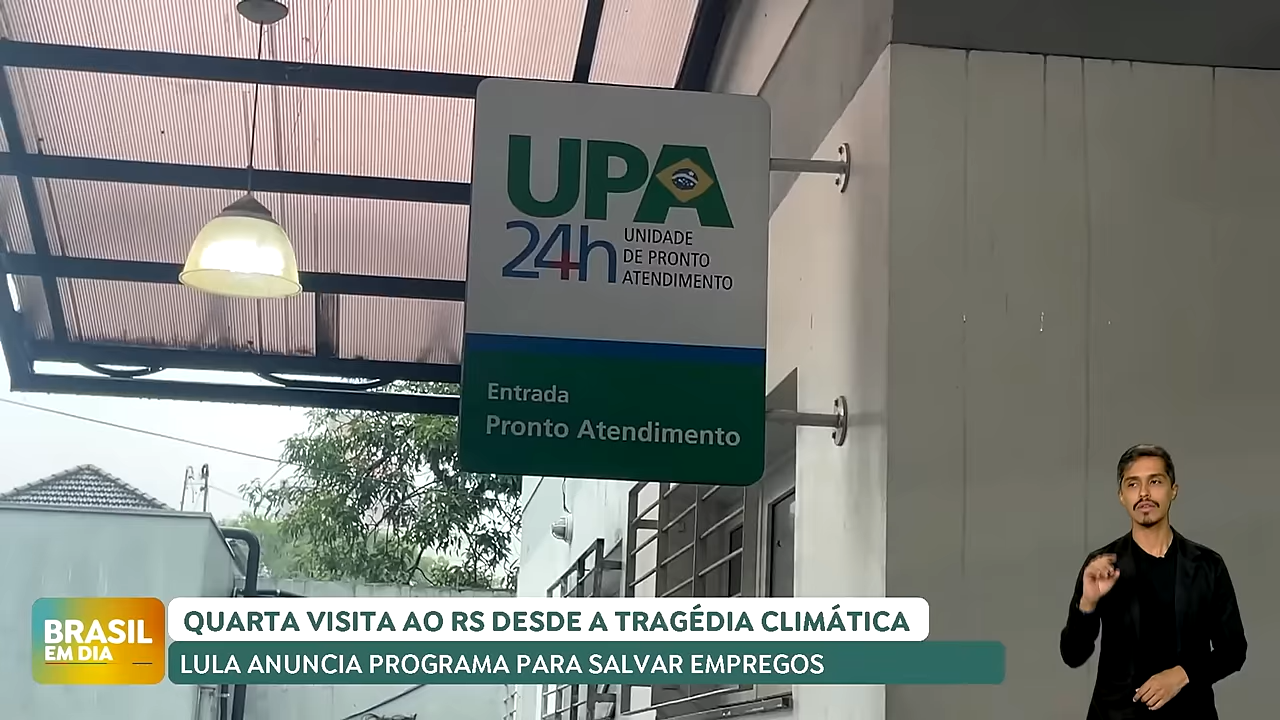 UPA
24h
UNIDADE
DE PRONTO
ATENDIMENTO
Entrada
Pronto Atendimento
BRASIL
EM DIA
QUARTA VISITA AO RS DESDE A TRAGÉDIA CLIMÁTICA
LULA ANUNCIA PROGRAMA PARA SALVAR EMPREGOS